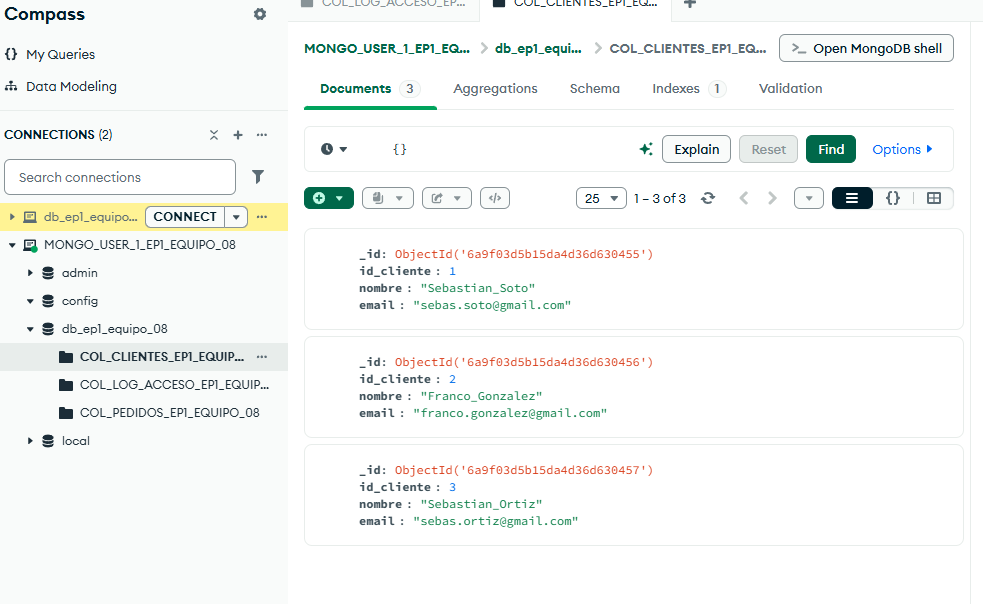 Compass
My Queries
Data Modeling
CONNECTIONS (2)
Search connections
db_ep1_equipo... CONNECT
MONGO_USER_1_EP1_EQUIPO_08
admin
config
db_ep1_equipo_08
COL_CLIENTES_EP1_EQUIP...
COL_LOG_ACCESO_EP1_EQUIP...
COL_PEDIDOS_EP1_EQUIPO_08
local
COL_LOG_ACCESO_EP... COL_CLIENTES_EP1_EQ...
MONGO_USER_1_EP1_EQ... > db_ep1_equi... > COL_CLIENTES_EP1_EQ... >_ Open MongoDB shell
Documents 3 Aggregations Schema Indexes 1 Validation
{} Explain Reset Find Options
25 1 – 3 of 3 {}
_id: ObjectId('6a9f03d5b15da4d36d630455')
id_cliente : 1
nombre : "Sebastian_Soto"
email : "sebas.soto@gmail.com"
_id: ObjectId('6a9f03d5b15da4d36d630456')
id_cliente : 2
nombre : "Franco_Gonzalez"
email : "franco.gonzalez@gmail.com"
_id: ObjectId('6a9f03d5b15da4d36d630457')
id_cliente : 3
nombre : "Sebastian_Ortiz"
email : "sebas.ortiz@gmail.com"